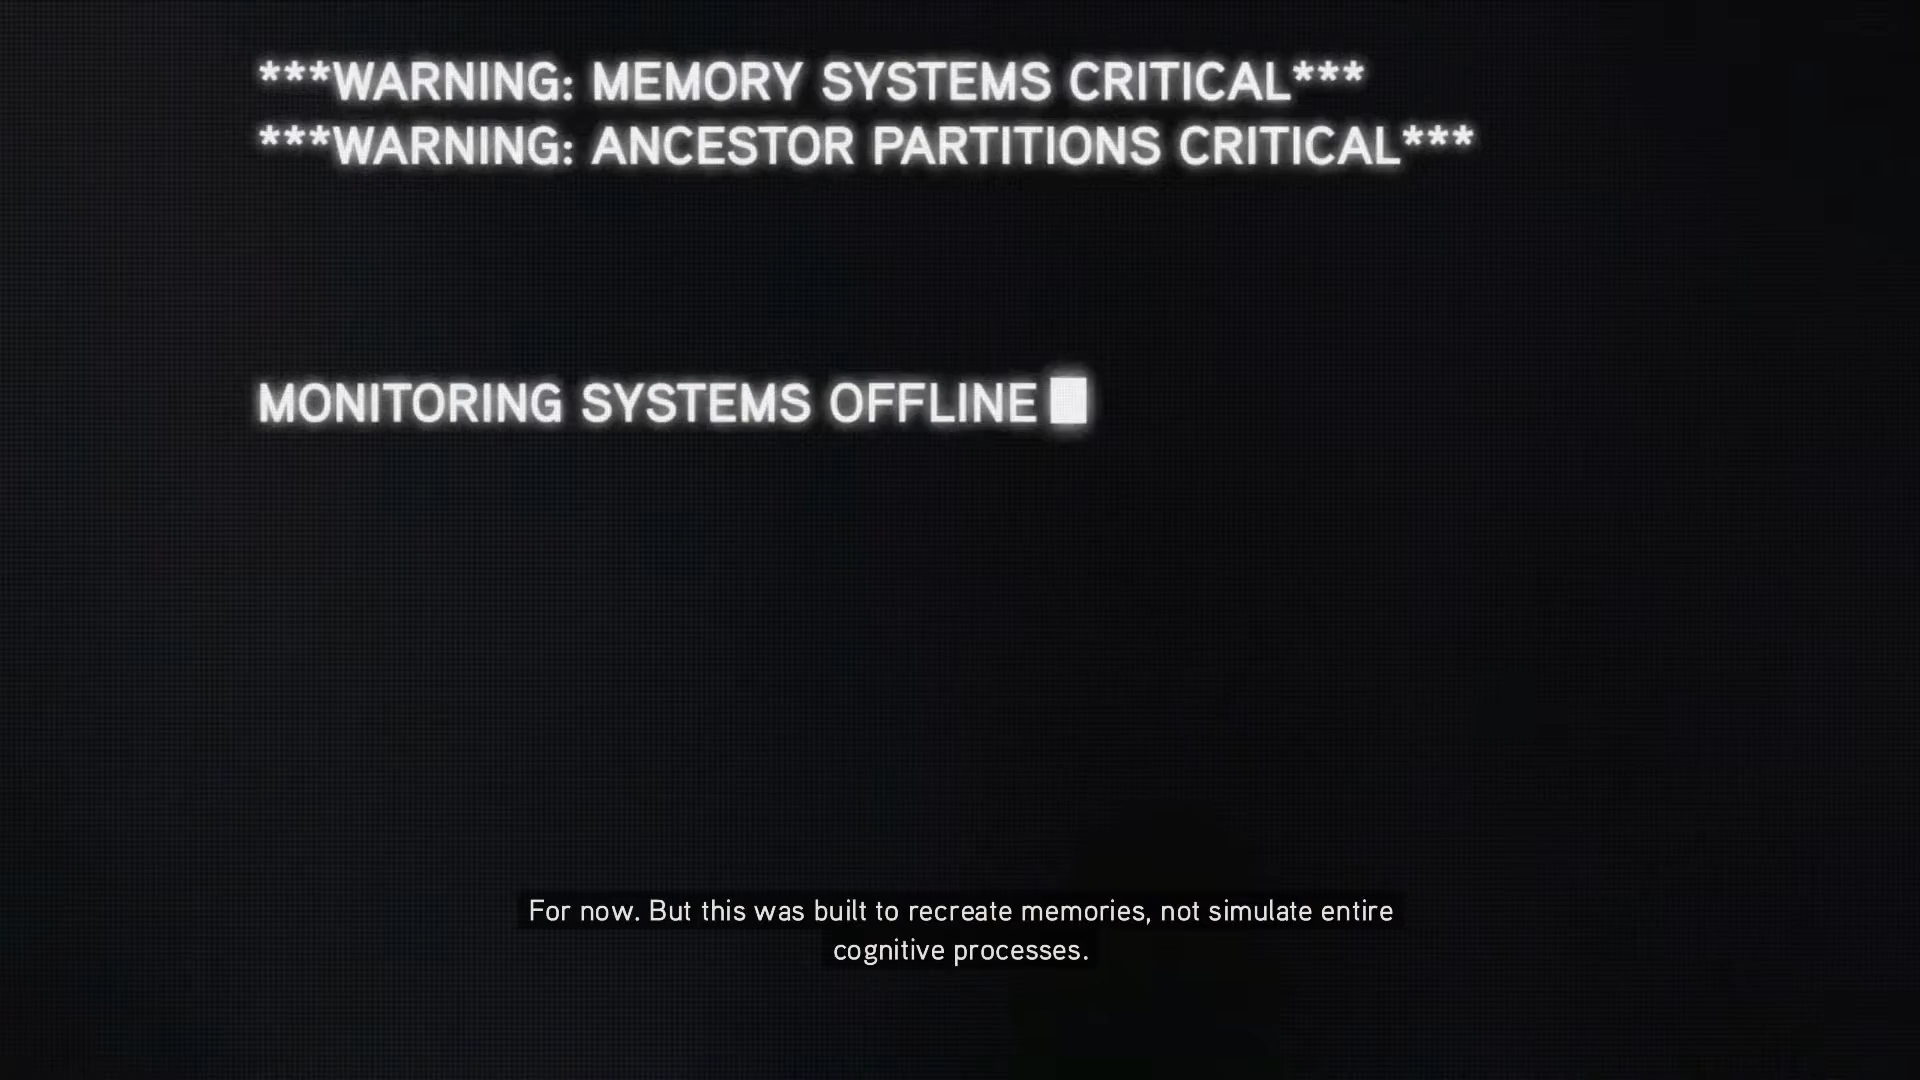 ***WARNING: MEMORY SYSTEMS CRITICAL***
***WARNING: ANCESTOR PARTITIONS CRITICAL***
MONITORING SYSTEMS OFFLINE
For now. But this was built to recreate memories, not simulate entire
cognitive processes.